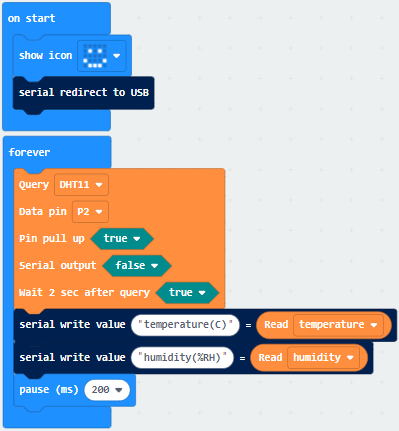 on start
show icon
serial redirect to USB
forever
Query DHT11
Data pin P2
Pin pull up true
Serial output false
Wait 2 sec after query true
serial write value "temperature(C)" = Read temperature
serial write value "humidity(%RH)" = Read humidity
pause (ms) 200